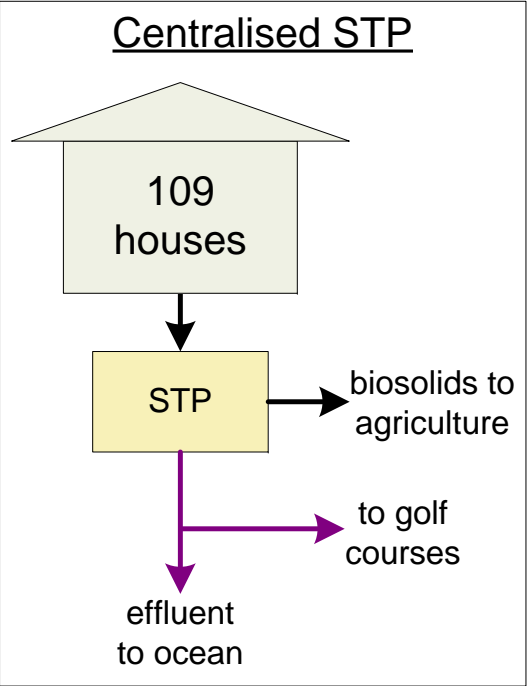 Centralised STP
109
houses
STP
biosolids to
agriculture
to golf
courses
effluent
to ocean